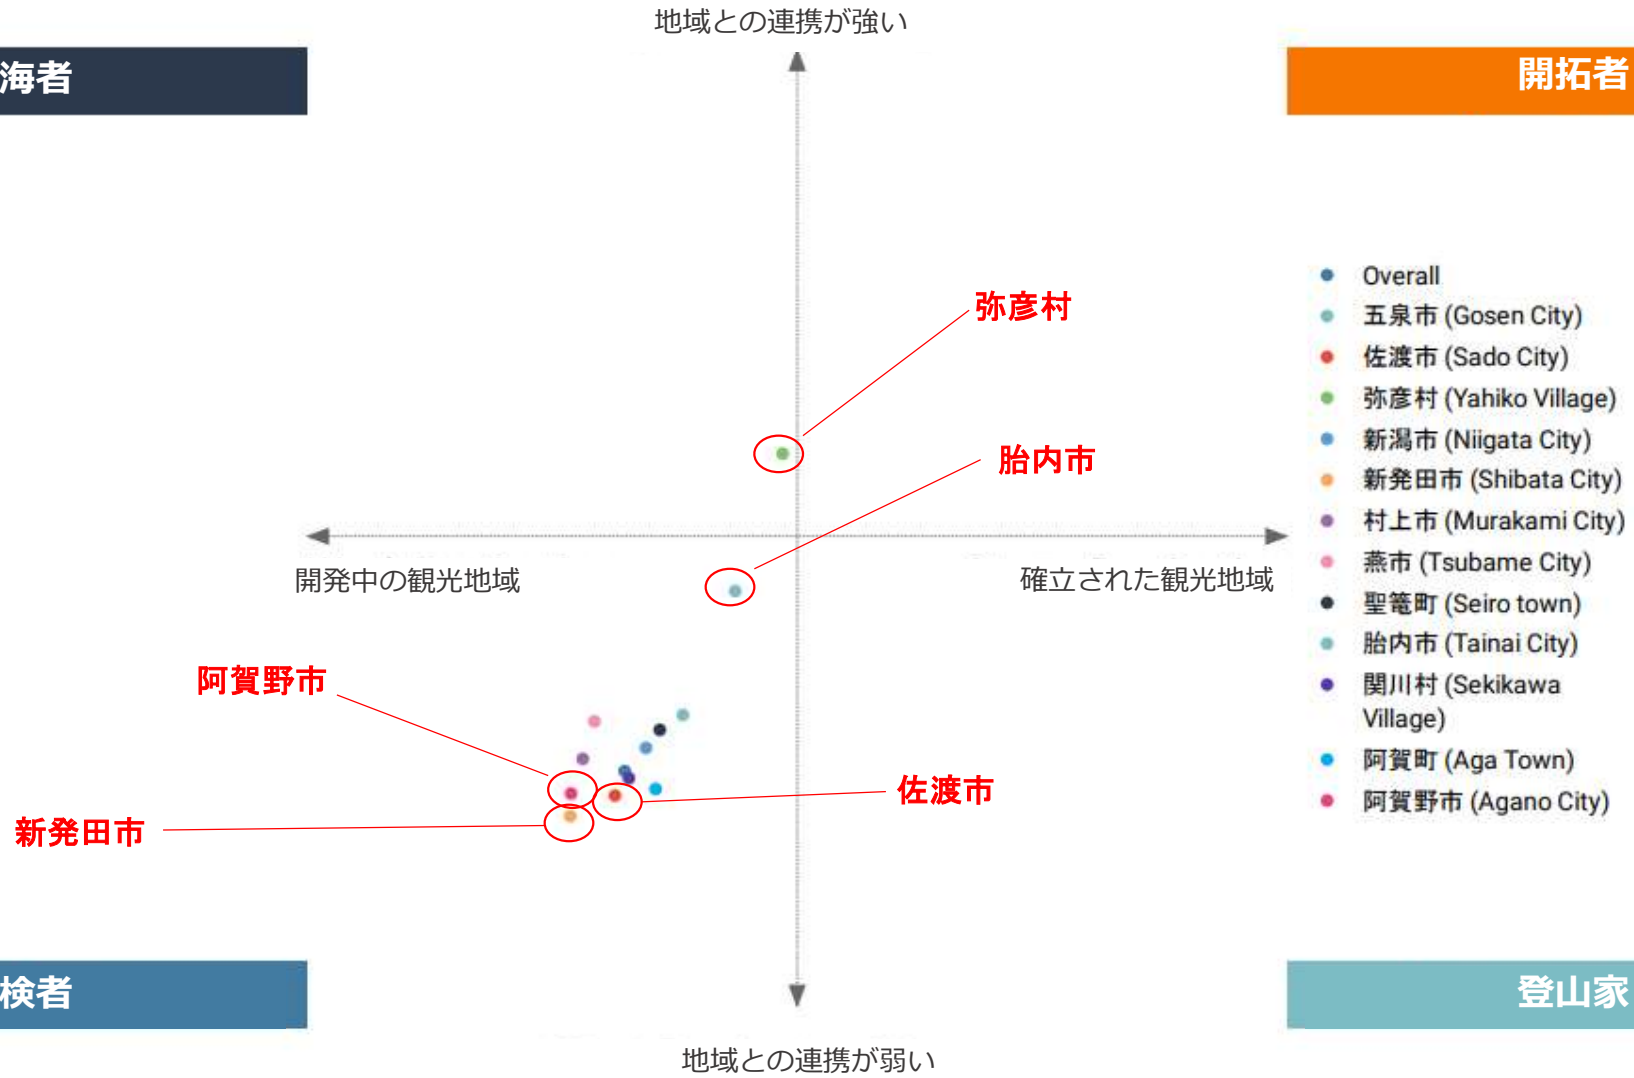 地域との連携が強い
海者
開拓者
弥彦村
胎内市
開発中の観光地域
確立された観光地域
阿賀野市
佐渡市
新発田市
Overall
五泉市 (Gosen City)
佐渡市 (Sado City)
弥彦村 (Yahiko Village)
新潟市 (Niigata City)
新発田市 (Shibata City)
村上市 (Murakami City)
燕市 (Tsubame City)
聖篭町 (Seiro town)
胎内市 (Tainai City)
関川村 (Sekikawa
Village)
阿賀町 (Aga Town)
阿賀野市 (Agano City)
検者
登山家
地域との連携が弱い